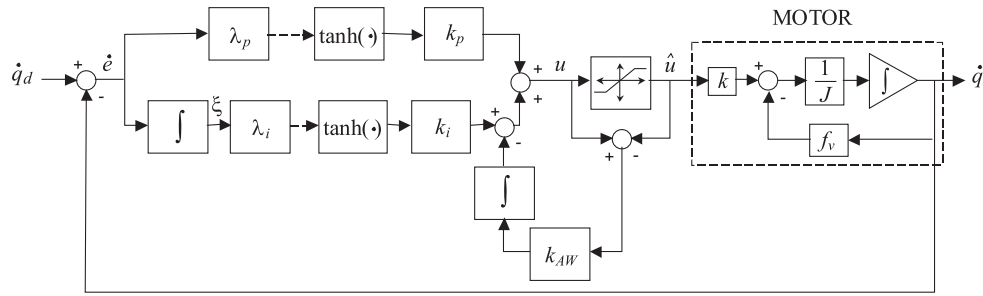 MOTOR
q̇d
+
-
ė
λp
tanh(·)
kp
∫
ξ
λi
tanh(·)
ki
+
-
+
+
u
û
+
-
∫
kAW
k
+
-
1/J
∫
fv
q̇